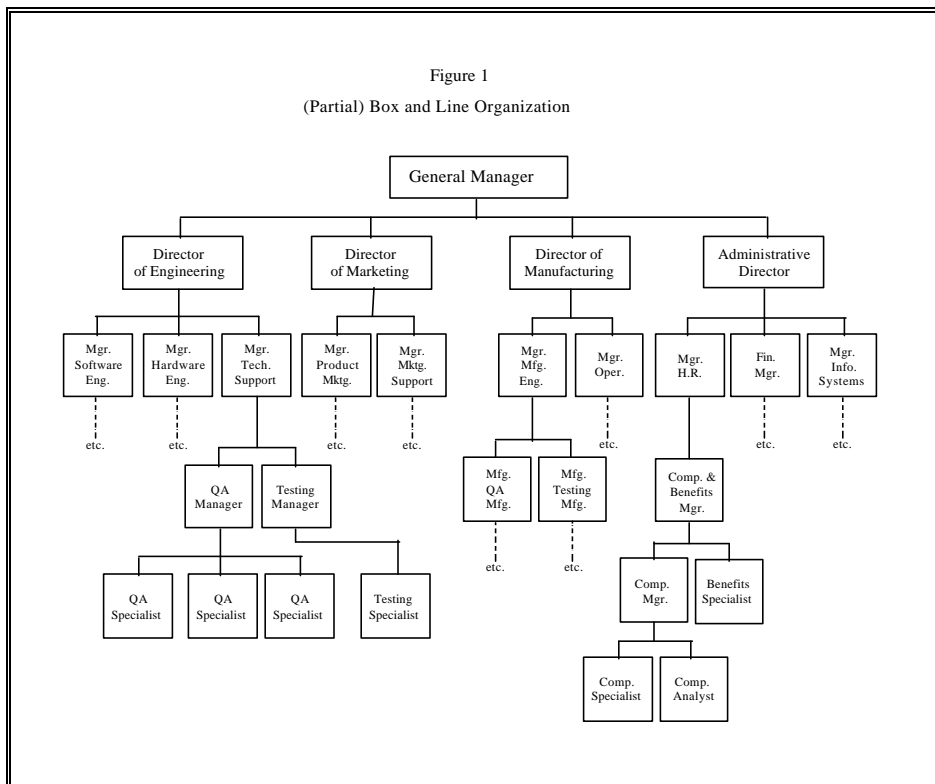 Figure 1
(Partial) Box and Line Organization
General Manager
Director
of Engineering
Director
of Marketing
Director of
Manufacturing
Administrative
Director
Mgr.
Software
Eng.
Mgr.
Hardware
Eng.
Mgr.
Tech.
Support
Mgr.
Product
Mktg.
Mgr.
Mktg.
Support
Mgr.
Mfg.
Eng.
Mgr.
Oper.
Mgr.
H.R.
Fin.
Mgr.
Mgr.
Info.
Systems
etc.
etc.
etc.
etc.
etc.
etc.
etc.
QA
Manager
Testing
Manager
Mfg.
QA
Mfg.
Mfg.
Testing
Mfg.
Comp. &
Benefits
Mgr.
etc.
etc.
QA
Specialist
QA
Specialist
QA
Specialist
Testing
Specialist
Comp.
Mgr.
Benefits
Specialist
Comp.
Specialist
Comp.
Analyst